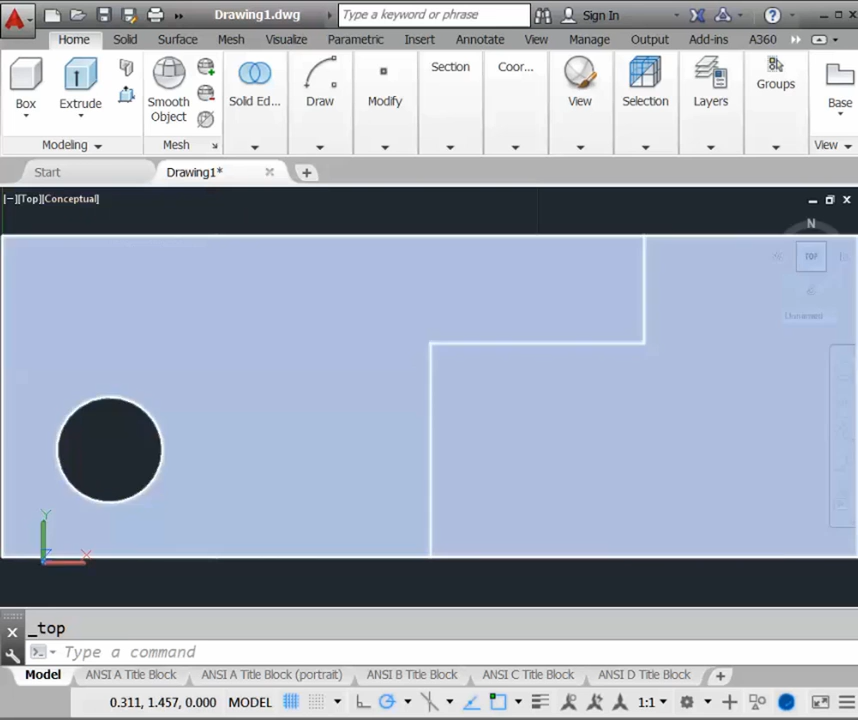 Drawing1.dwg Type a keyword or phrase Sign In
Home Solid Surface Mesh Visualize Parametric Insert Annotate View Manage Output Add-ins A360
Box Extrude Smooth Object Solid Ed... Draw Modify Section Coor... View Selection Layers Groups Base
Modeling Mesh View
Start Drawing1*
[−][Top][Conceptual]
N
TOP
Unnamed
Y
X
_top
Type a command
Model ANSI A Title Block ANSI A Title Block (portrait) ANSI B Title Block ANSI C Title Block ANSI D Title Block
0.311, 1.457, 0.000 MODEL 1:1